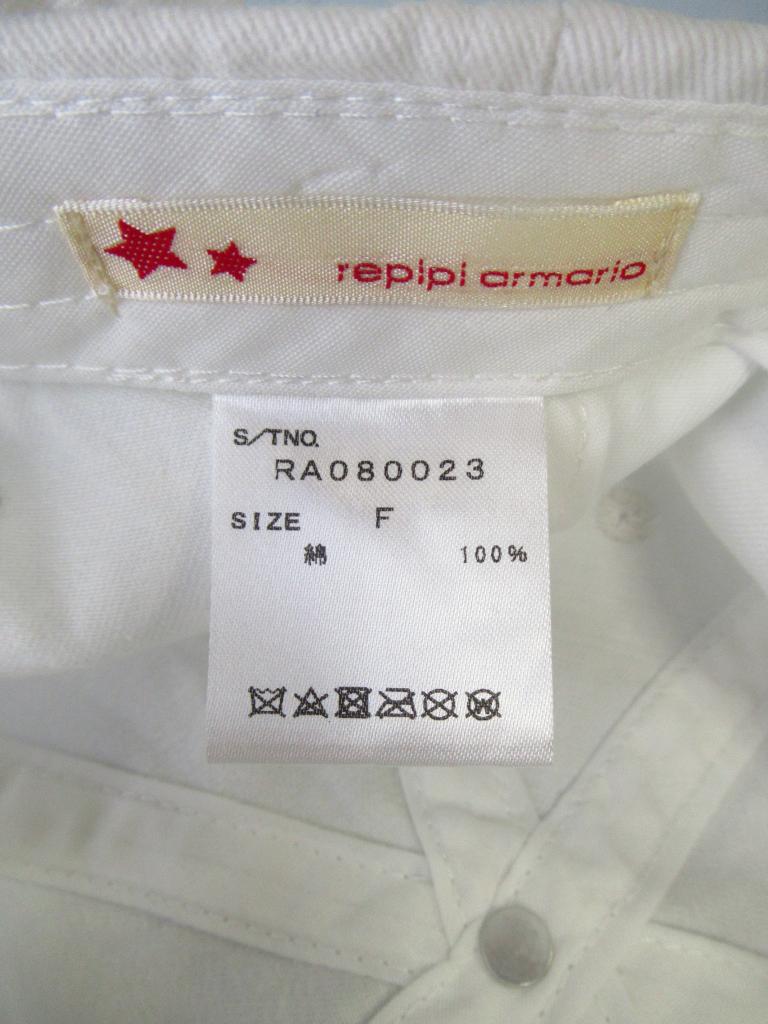 repipi armario
S/TNO.
RA080023
SIZE F
綿 100%